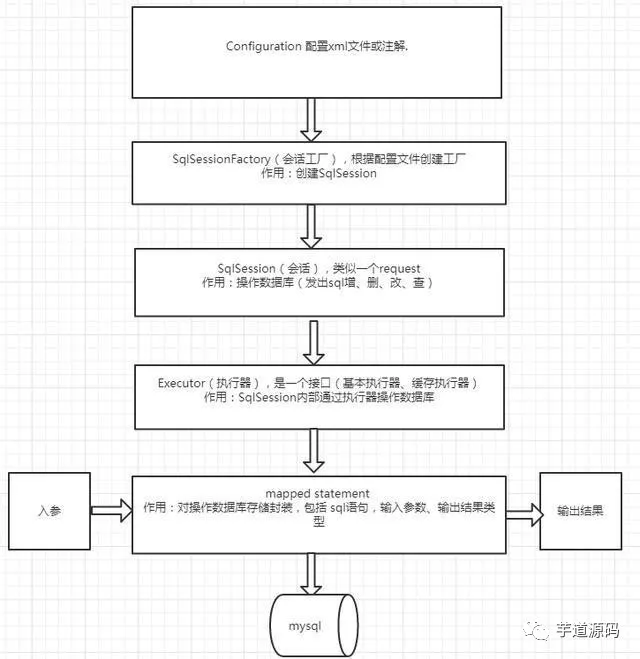 Configuration 配置xml文件或注解.
SqlSessionFactory（会话工厂），根据配置文件创建工厂
作用：创建SqlSession
SqlSession（会话），类似一个request
作用：操作数据库（发出sql增、删、改、查）
Executor（执行器），是一个接口（基本执行器、缓存执行器）
作用：SqlSession内部通过执行器操作数据库
入参
mapped statement
作用：对操作数据库存储封装，包括 sql语句，输入参数、输出结果类
型
输出结果
mysql
芋道源码